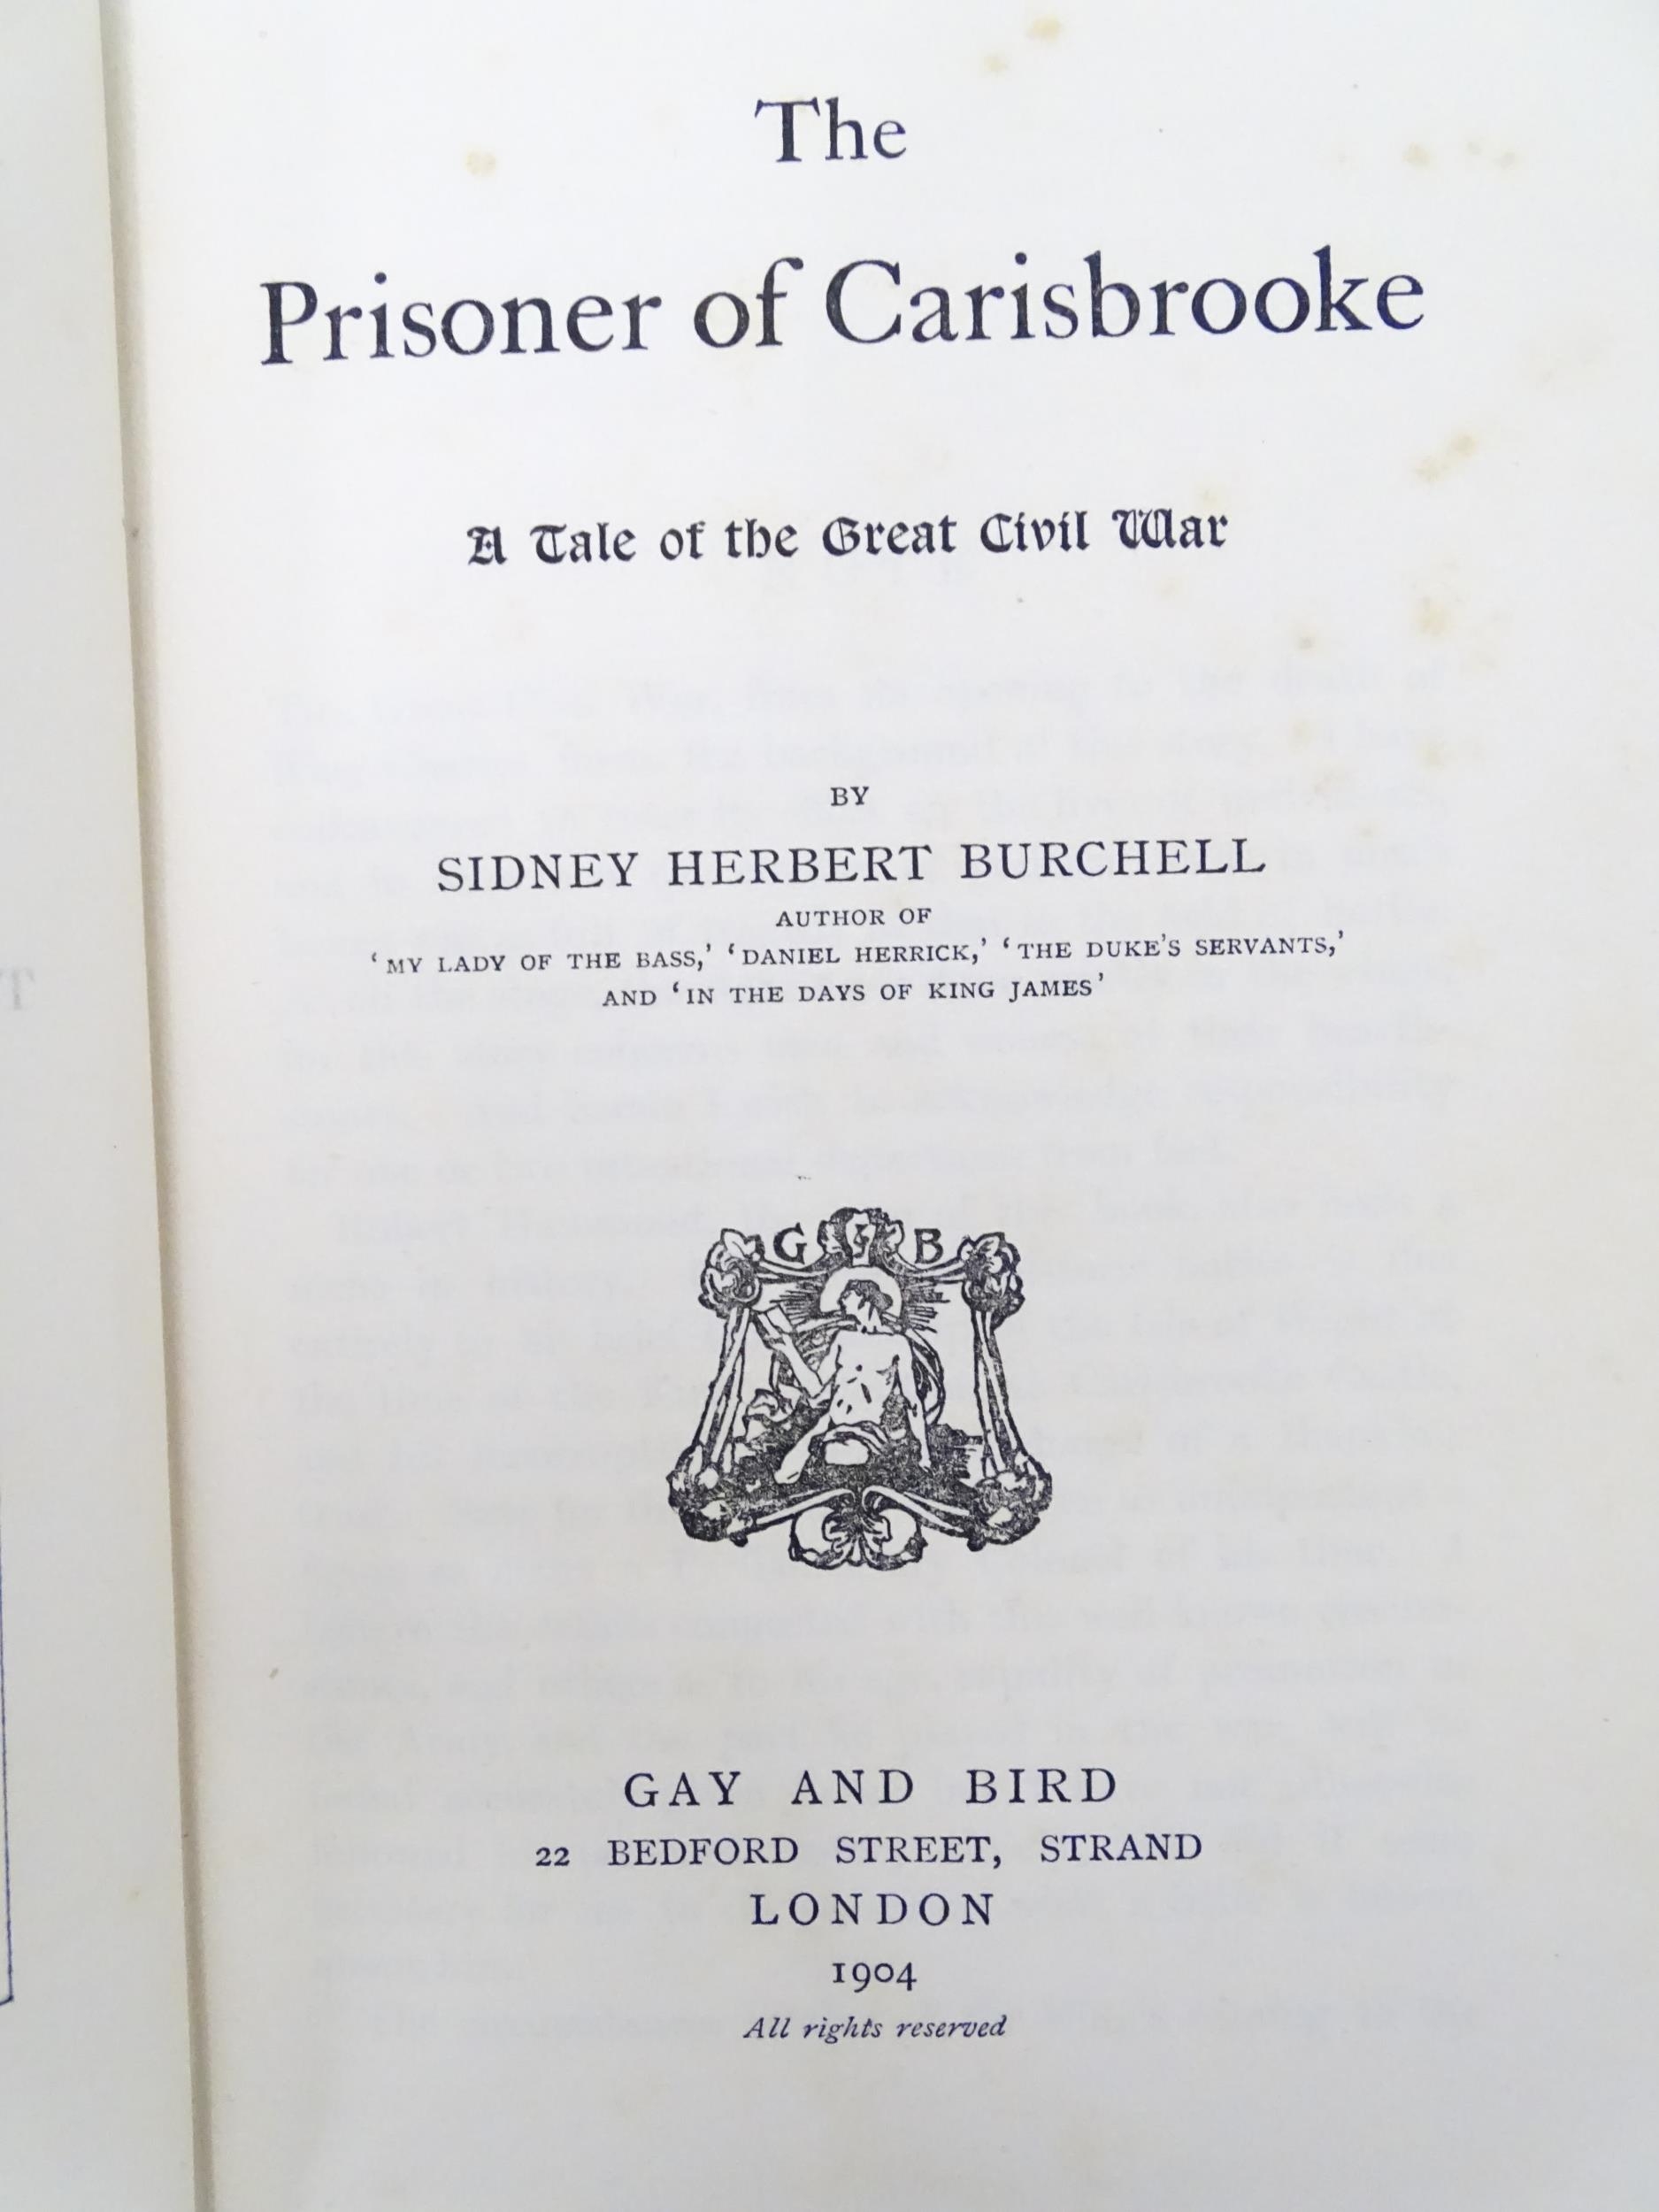 The
Prisoner of Carisbrooke
A Tale of the Great Civil War
BY
SIDNEY HERBERT BURCHELL
AUTHOR OF
‘MY LADY OF THE BASS,’ ‘DANIEL HERRICK,’ ‘THE DUKE’S SERVANTS,’
AND ‘IN THE DAYS OF KING JAMES’
G & B
GAY AND BIRD
22 BEDFORD STREET, STRAND
LONDON
1904
All rights reserved